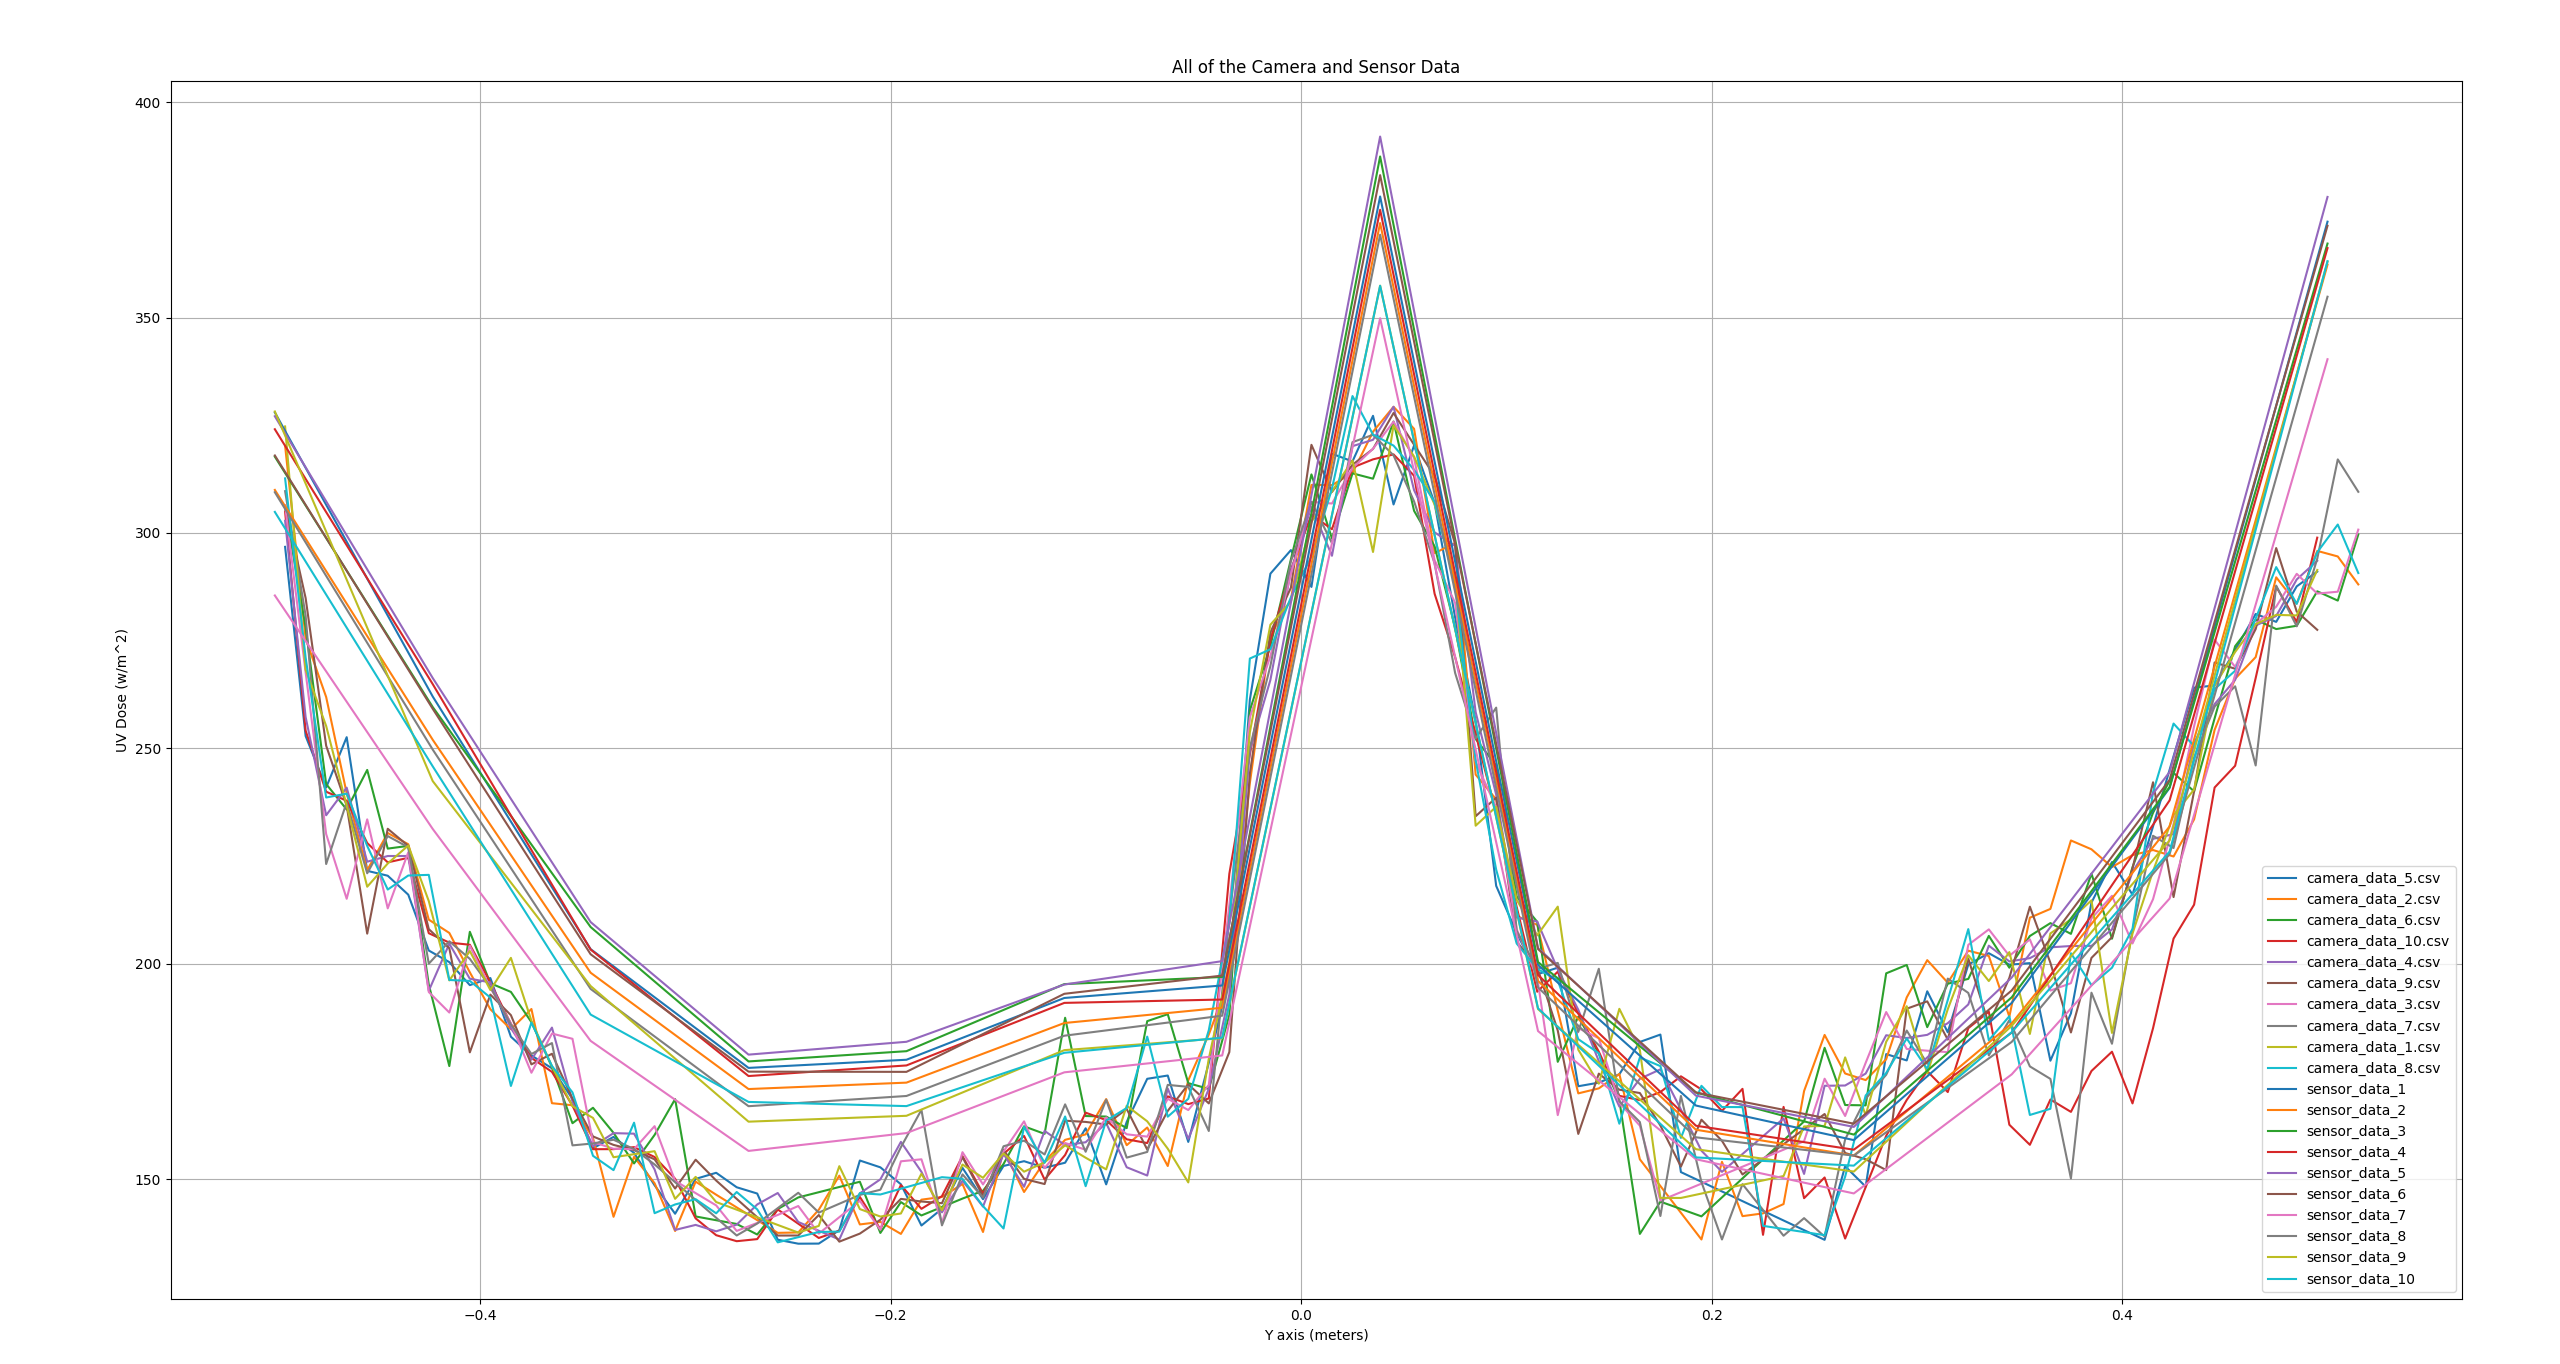 All of the Camera and Sensor Data
400
350
300
250
200
150
UV Dose (w/m^2)
−0.4
−0.2
0.0
0.2
0.4
Y axis (meters)
camera_data_5.csv
camera_data_2.csv
camera_data_6.csv
camera_data_10.csv
camera_data_4.csv
camera_data_9.csv
camera_data_3.csv
camera_data_7.csv
camera_data_1.csv
camera_data_8.csv
sensor_data_1
sensor_data_2
sensor_data_3
sensor_data_4
sensor_data_5
sensor_data_6
sensor_data_7
sensor_data_8
sensor_data_9
sensor_data_10